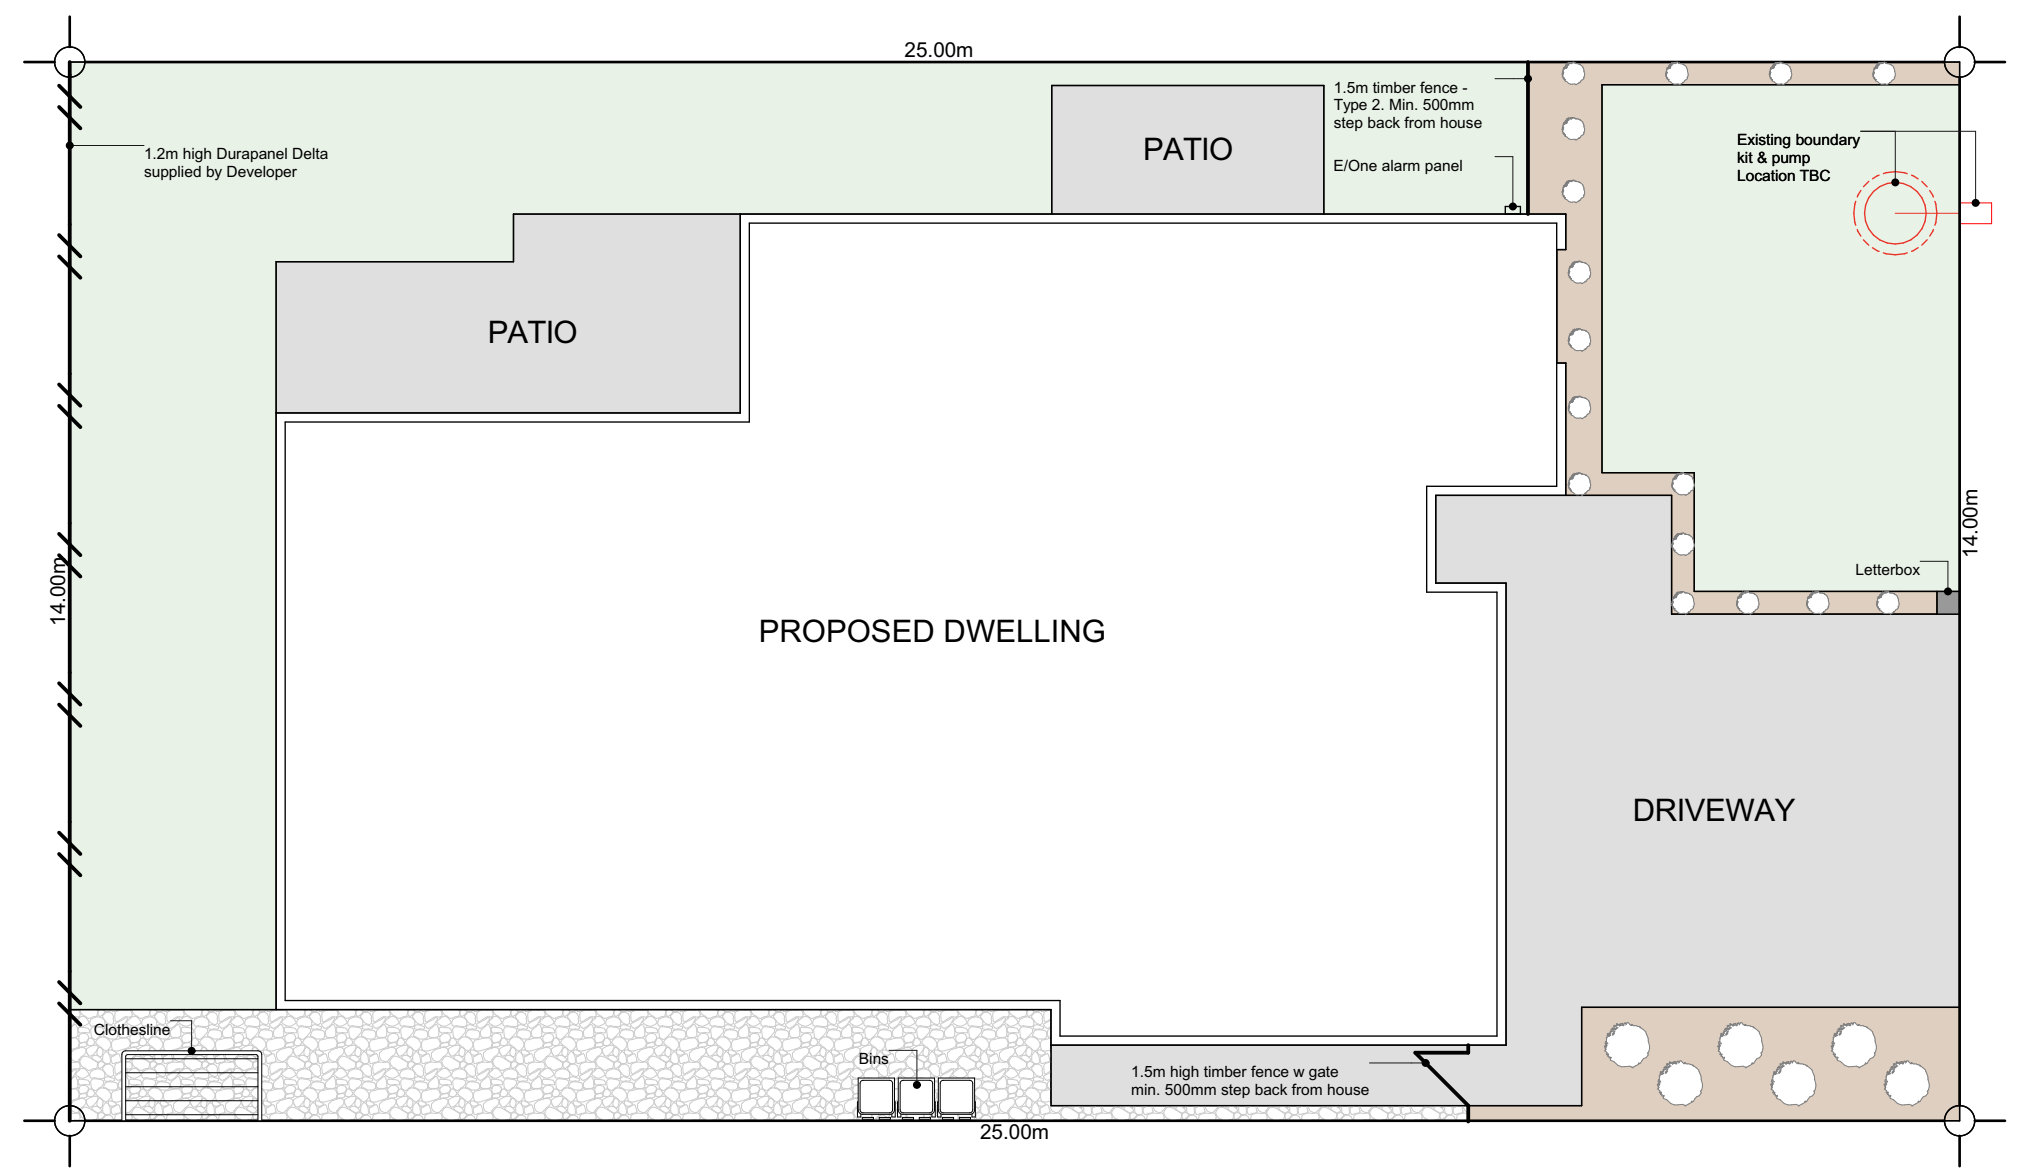 25.00m
1.5m timber fence -
Type 2. Min. 500mm
step back from house
PATIO
E/One alarm panel
Existing boundary
kit & pump
Location TBC
1.2m high Durapanel Delta
supplied by Developer
PATIO
14.00m
14.00m
Letterbox
PROPOSED DWELLING
DRIVEWAY
Clothesline
Bins
1.5m high timber fence w gate
min. 500mm step back from house
25.00m